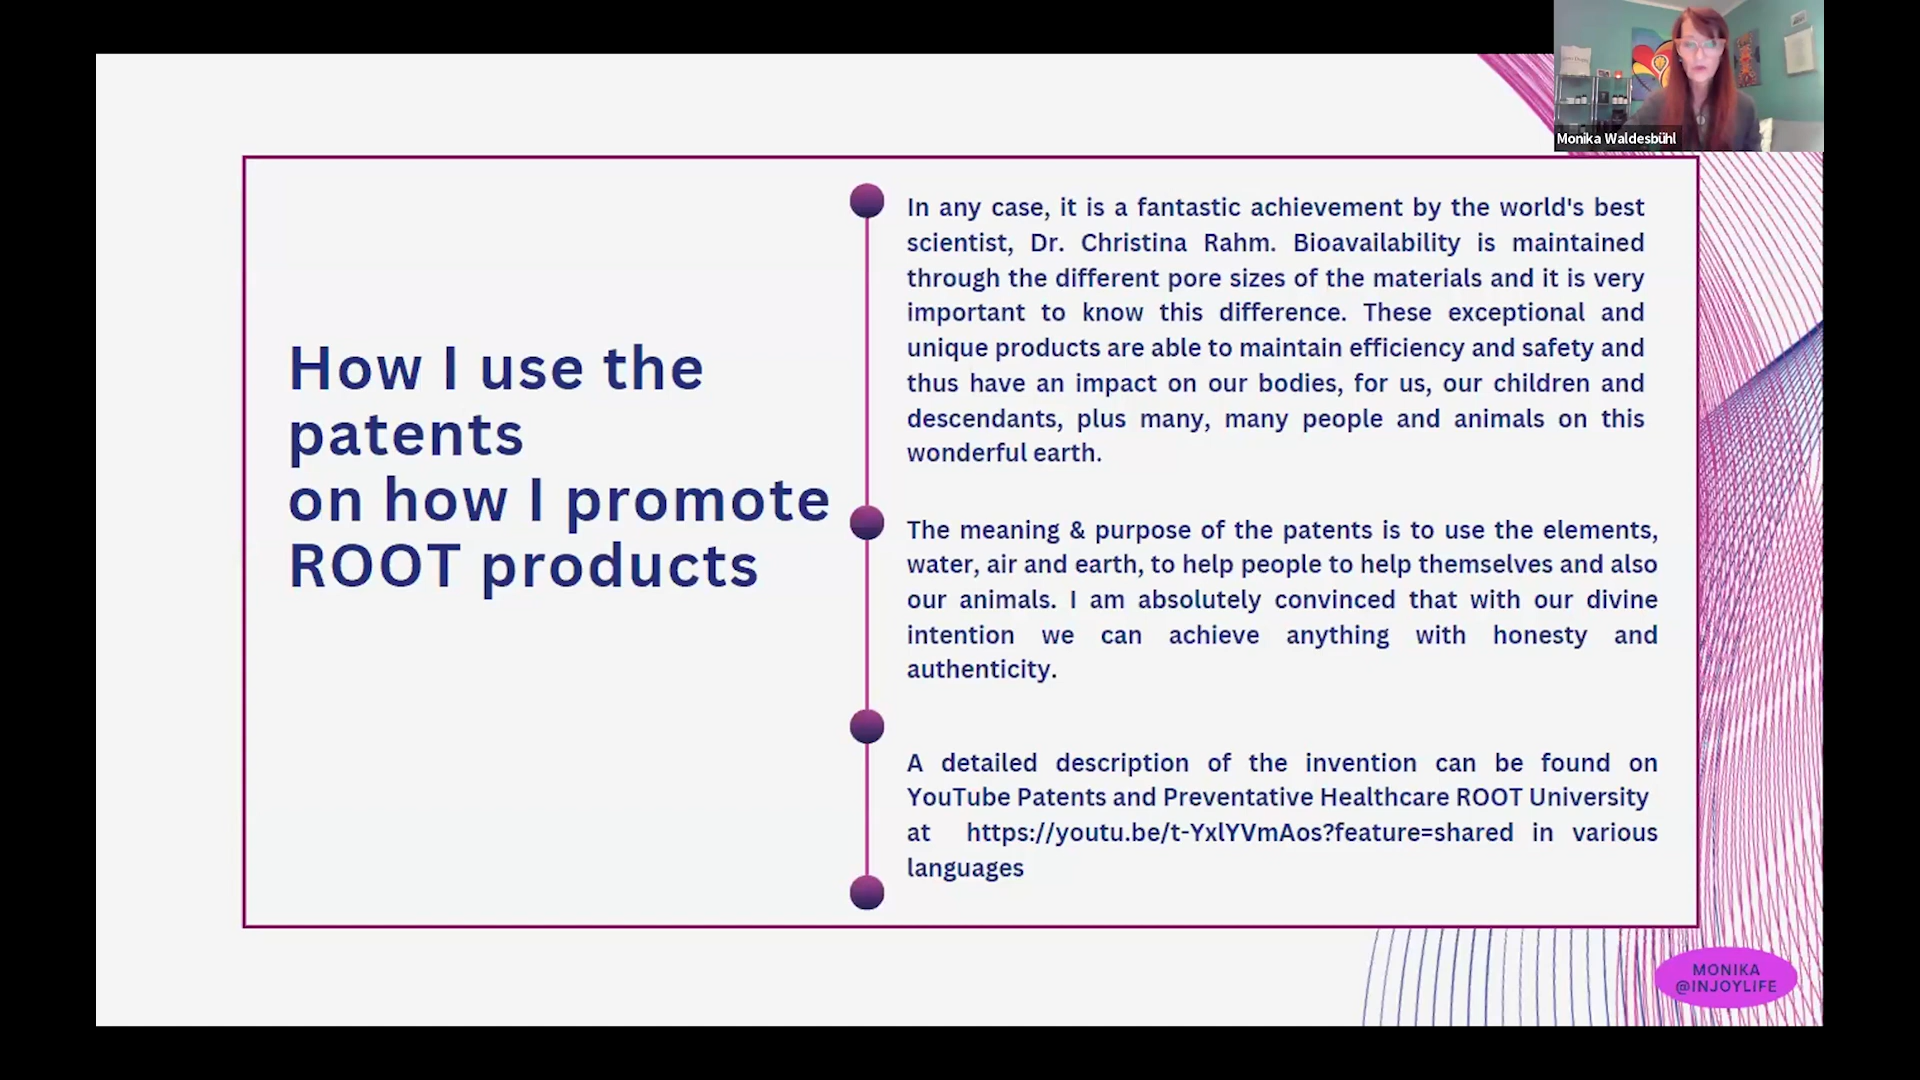 Monika Waldesbühl
How I use the
patents
on how I promote
ROOT products
In any case, it is a fantastic achievement by the world's best
scientist, Dr. Christina Rahm. Bioavailability is maintained
through the different pore sizes of the materials and it is very
important to know this difference. These exceptional and
unique products are able to maintain efficiency and safety and
thus have an impact on our bodies, for us, our children and
descendants, plus many, many people and animals on this
wonderful earth.
The meaning & purpose of the patents is to use the elements,
water, air and earth, to help people to help themselves and also
our animals. I am absolutely convinced that with our divine
intention we can achieve anything with honesty and
authenticity.
A detailed description of the invention can be found on
YouTube Patents and Preventative Healthcare ROOT University
at https://youtu.be/t-YxlYVmAos?feature=shared in various
languages
MONIKA
@INJOYLIFE